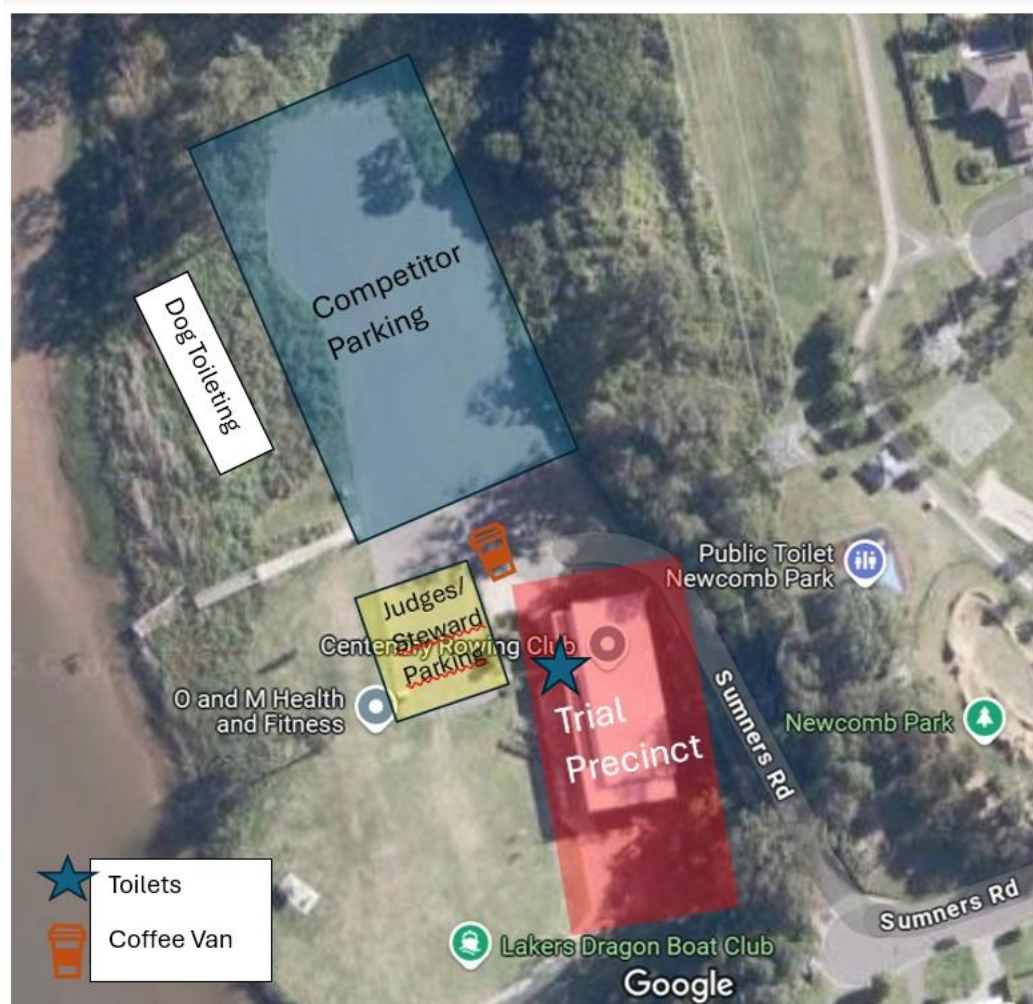 Competitor
Parking
Dog Toileting
Judges/
Steward
Parking
Centenary Rowing Club
Public Toilet
Newcomb Park
O and M Health
and Fitness
Trial
Precinct
Sumners Rd
Newcomb Park
Sumners Rd
Lakers Dragon Boat Club
Google
Toilets
Coffee Van